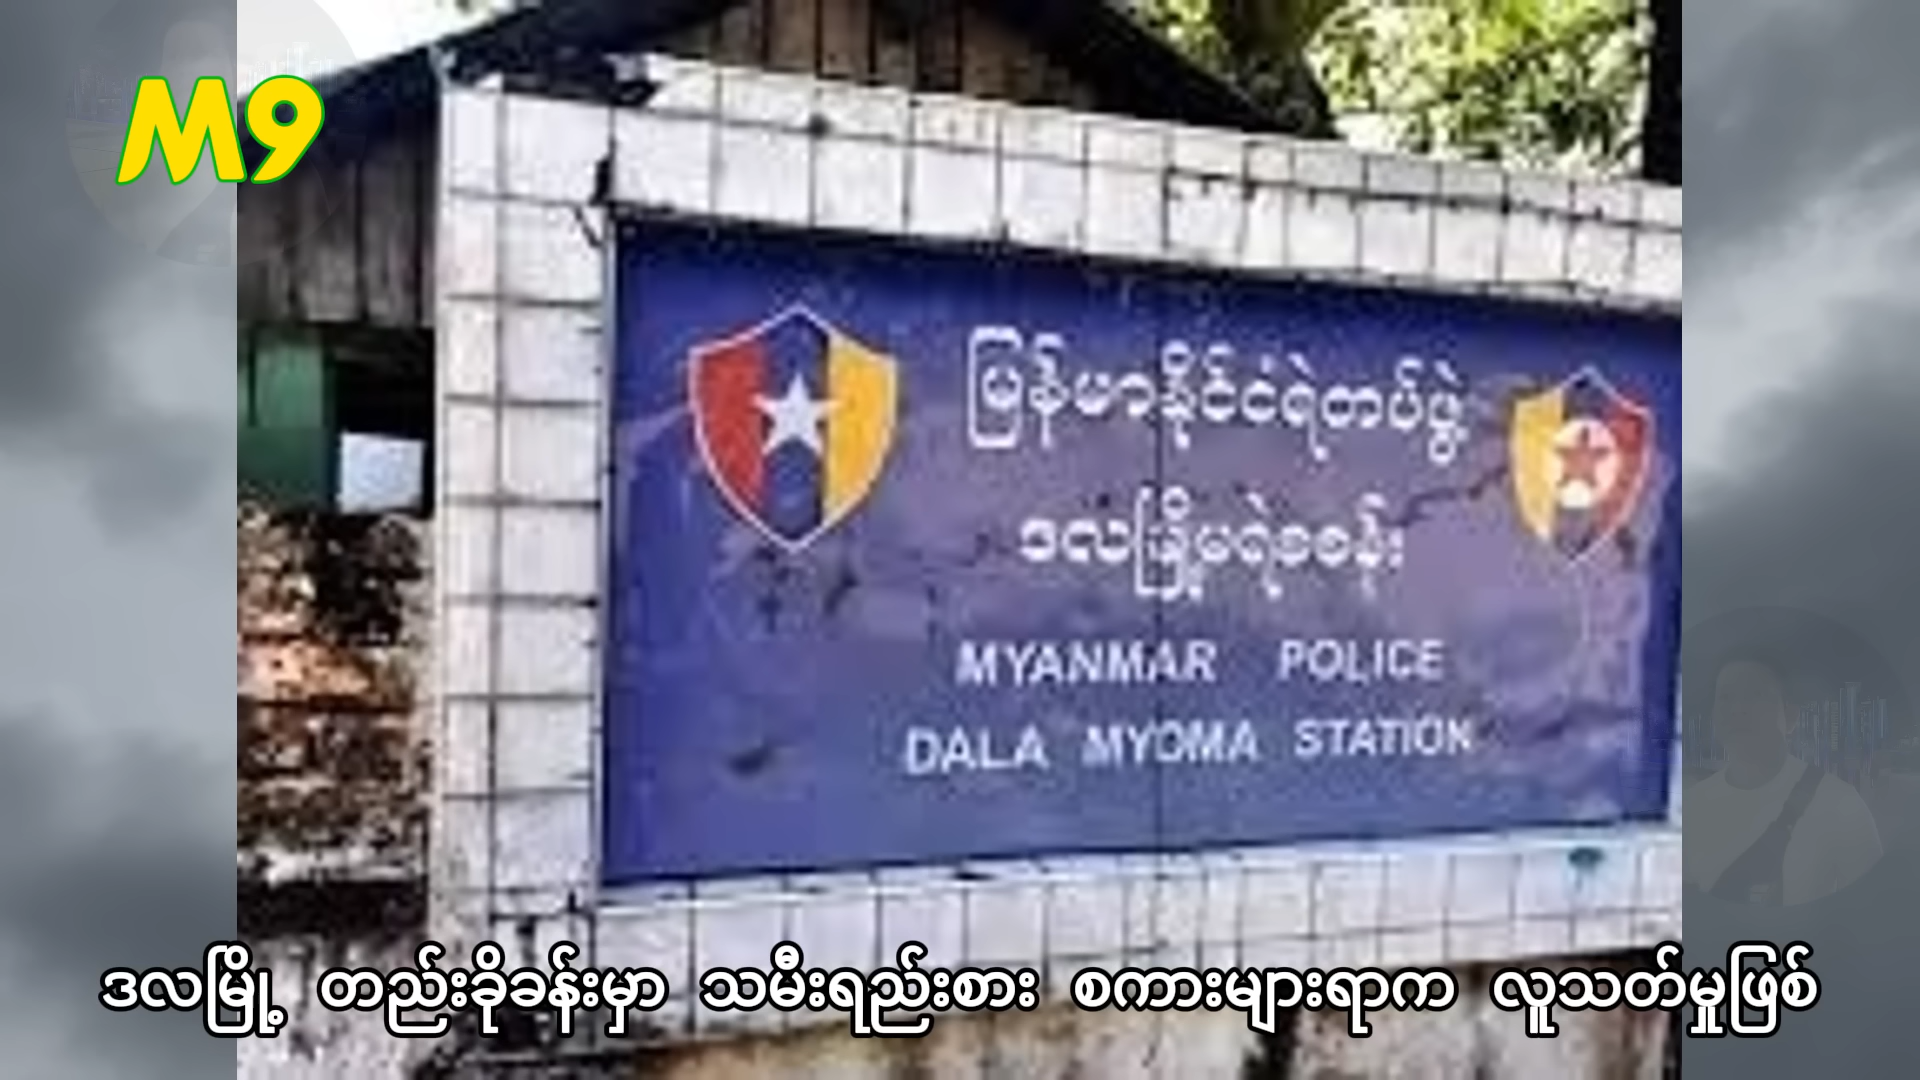 M9
မြန်မာနိုင်ငံရဲတပ်ဖွဲ့
ဒလမြို့မရဲစခန်း
MYANMAR POLICE
DALA MYOMA STATION
ဒလမြို့ တည်းခိုခန်းမှာ သမီးရည်းစား စကားများရာက လူသတ်မှုဖြစ်